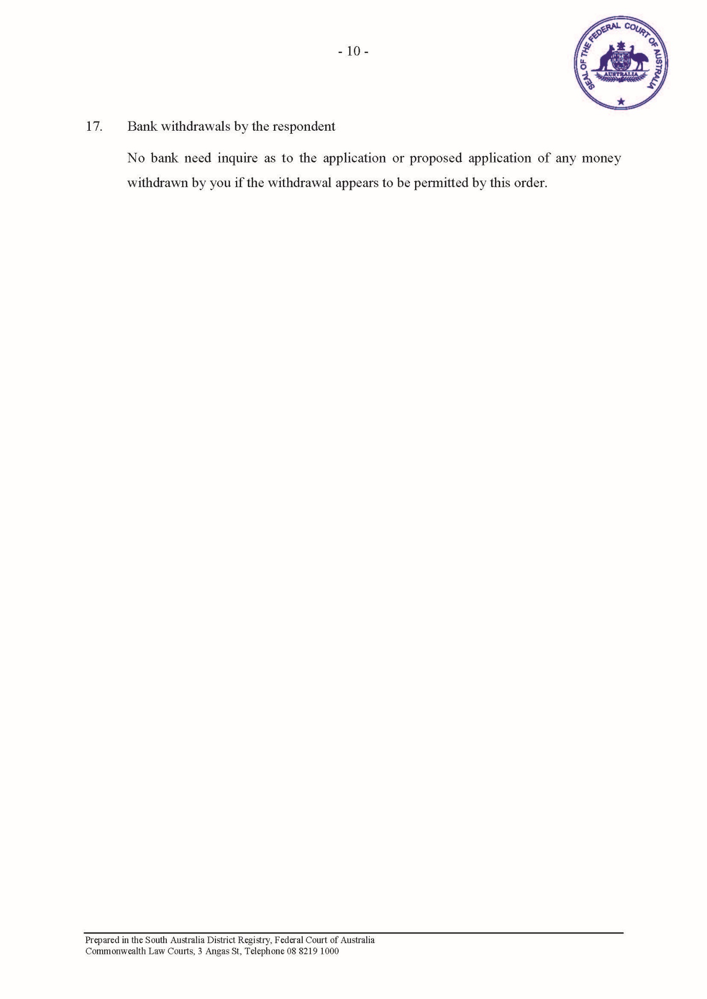 - 10 -
SEAL OF THE FEDERAL COURT OF AUSTRALIA
AUSTRALIA
17. Bank withdrawals by the respondent
No bank need inquire as to the application or proposed application of any money
withdrawn by you if the withdrawal appears to be permitted by this order.
Prepared in the South Australia District Registry, Federal Court of Australia
Commonwealth Law Courts, 3 Angas St, Telephone 08 8219 1000